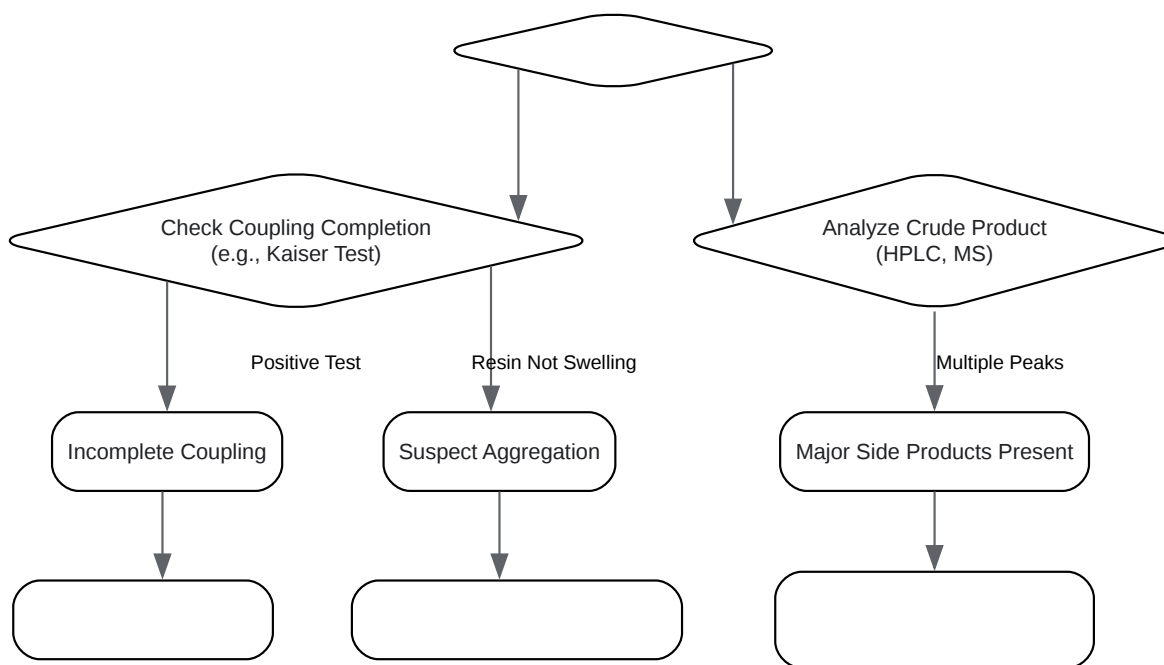 Check Coupling Completion
(e.g., Kaiser Test)
Analyze Crude Product
(HPLC, MS)
Positive Test
Resin Not Swelling
Multiple Peaks
Incomplete Coupling
Suspect Aggregation
Major Side Products Present